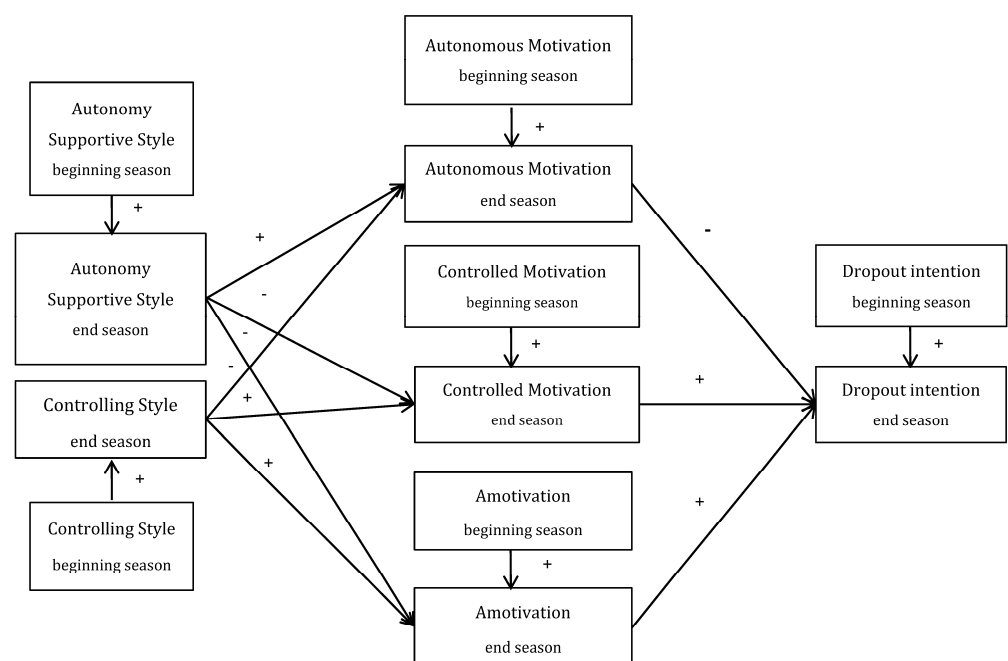 Autonomous Motivation
beginning season
+
Autonomy
Supportive Style
beginning season
+
Autonomous Motivation
end season
Autonomy
Supportive Style
end season
+
-
-
-
+
+
Controlled Motivation
beginning season
+
-
Dropout intention
beginning season
+
Controlling Style
end season
+
Controlling Style
beginning season
Controlled Motivation
end season
+
Dropout intention
end season
Amotivation
beginning season
+
+
Amotivation
end season